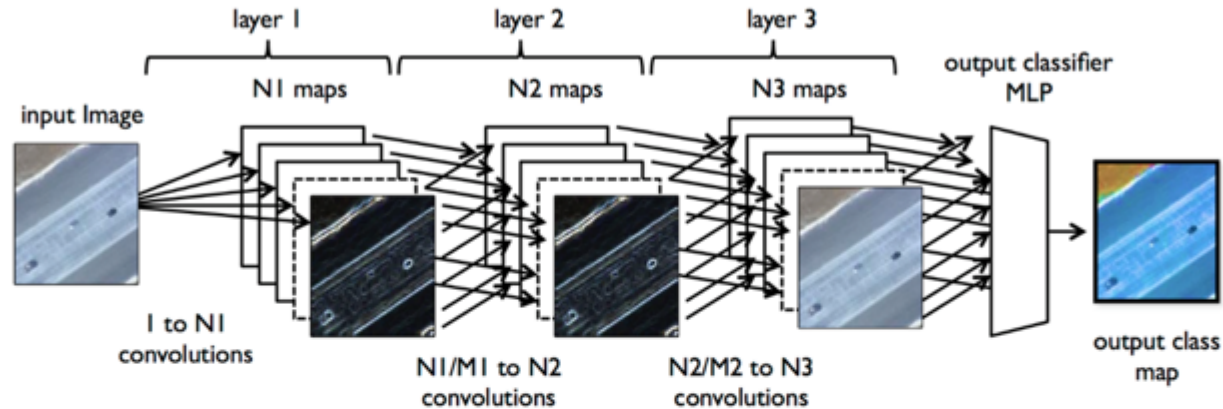 layer 1
layer 2
layer 3
N1 maps
N2 maps
N3 maps
output classifier
MLP
input Image
1 to N1
convolutions
N1/M1 to N2
convolutions
N2/M2 to N3
convolutions
output class
map